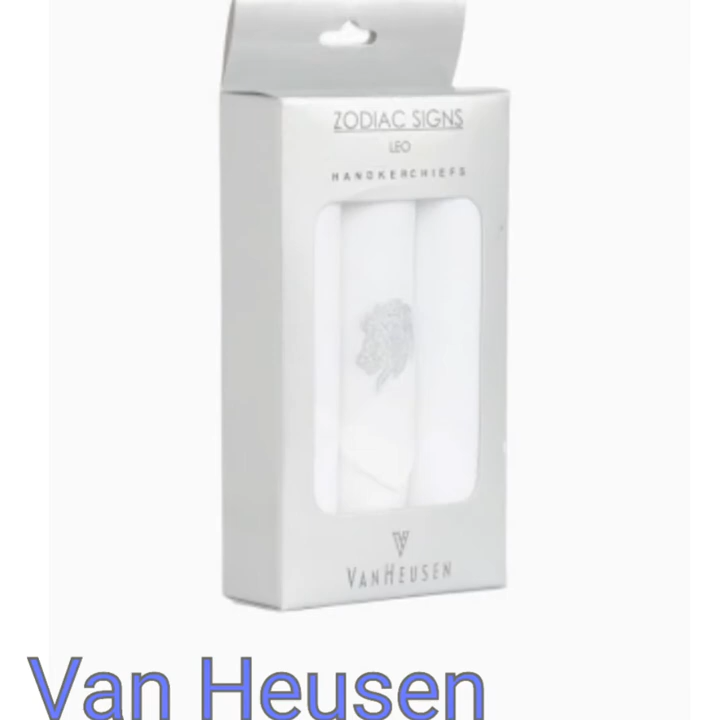 ZODIAC SIGNS
LEO
HANDKERCHIEFS
VANHEUSEN
Van Heusen